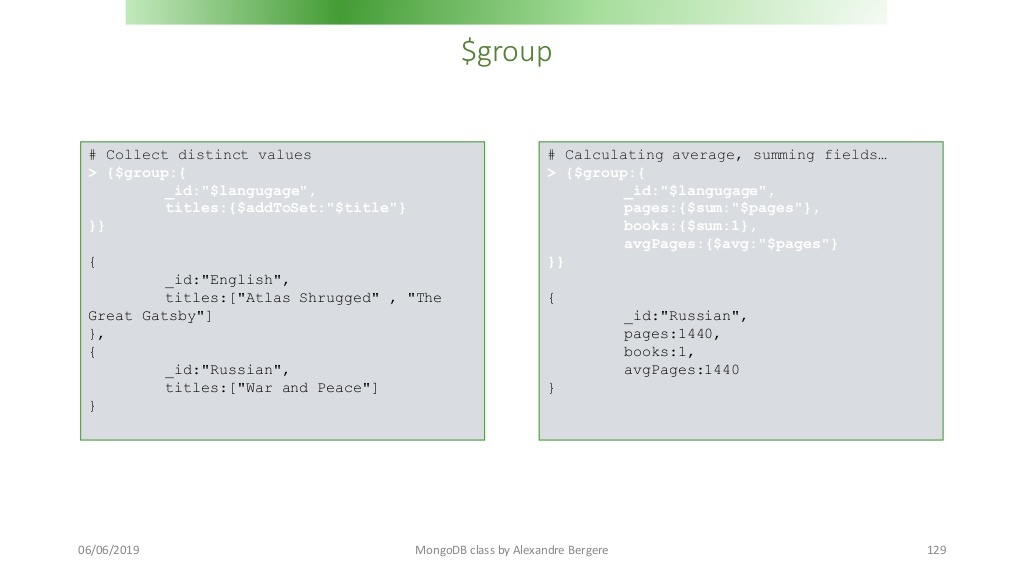 $group
# Collect distinct values
> {$group:{
_id:"$langugage",
titles:{$addToSet:"$title"}
}}
{
_id:"English",
titles:["Atlas Shrugged" , "The
Great Gatsby"]
},
{
_id:"Russian",
titles:["War and Peace"]
}
# Calculating average, summing fields…
> {$group:{
_id:"$langugage",
pages:{$sum:"$pages"},
books:{$sum:1},
avgPages:{$avg:"$pages"}
}}
{
_id:"Russian",
pages:1440,
books:1,
avgPages:1440
}
06/06/2019
MongoDB class by Alexandre Bergere
129